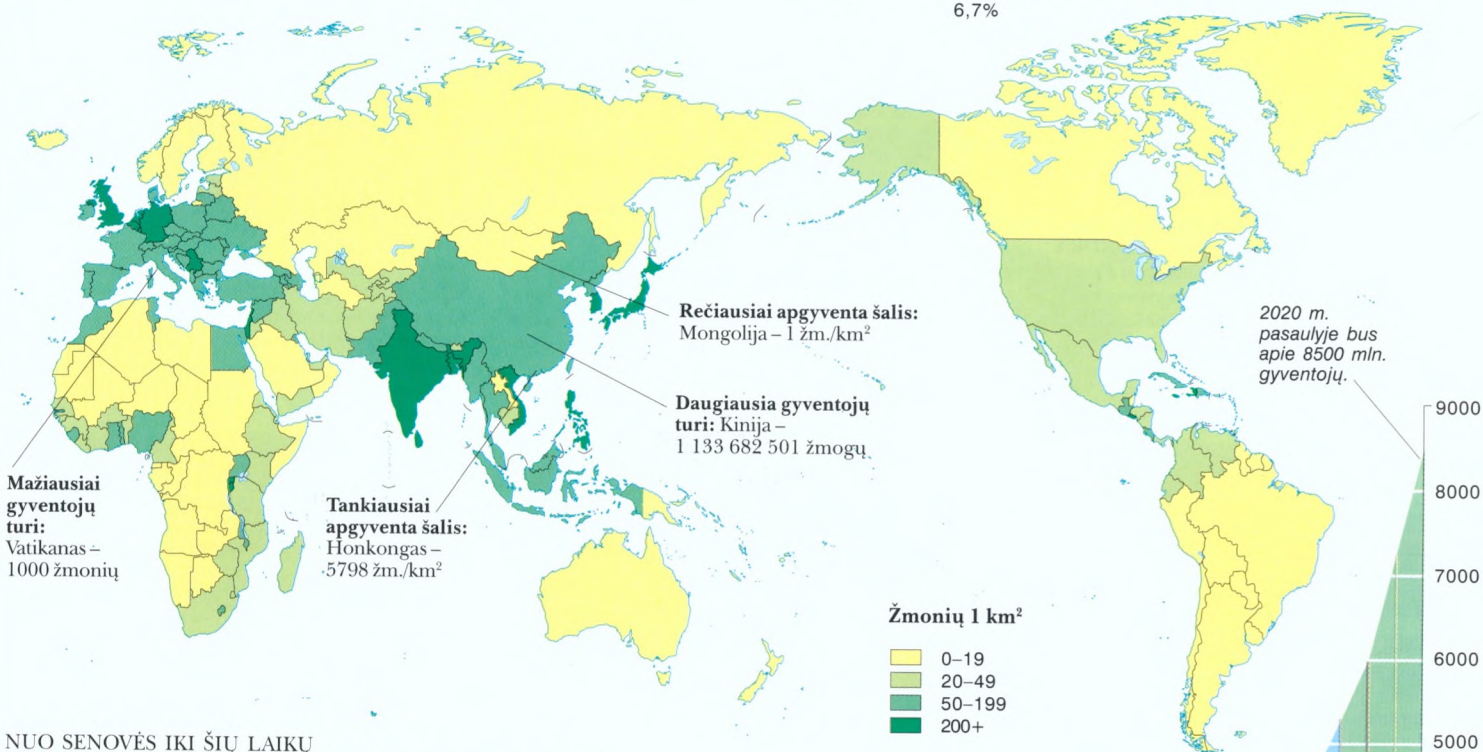 6,7%
Rečiausiai apgyventa šalis:
Mongolija – 1 žm./km²
Daugiausia gyventojų
turi: Kinija –
1 133 682 501 žmogų
Mažiausiai
gyventojų
turi:
Vatikanas –
1000 žmonių
Tankiausiai
apgyventa šalis:
Honkongas –
5798 žm./km²
2020 m.
pasaulyje bus
apie 8500 mln.
gyventojų.
Žmonių 1 km²
0–19
20–49
50–199
200+
9000
8000
7000
6000
5000
NUO SENOVĖS IKI ŠIŲ LAIKŲ